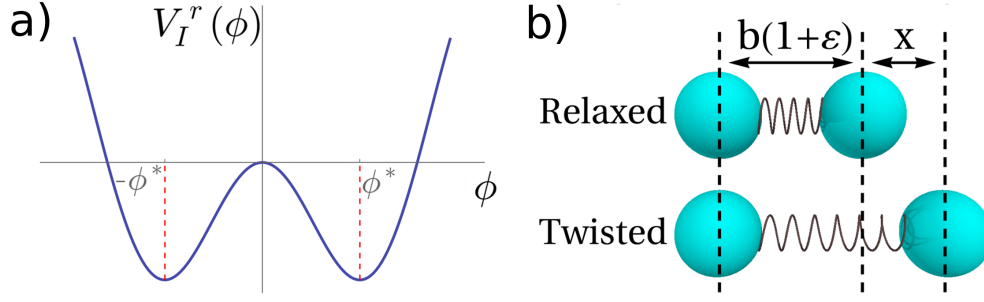 a)
V_I^r(ϕ)
-ϕ*
ϕ*
ϕ
b)
b(1+ε)
x
Relaxed
Twisted